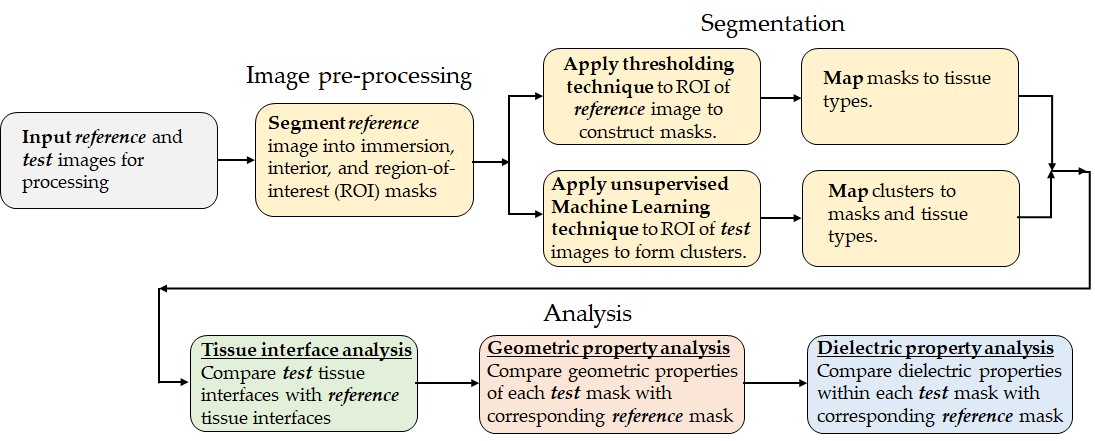 Segmentation
Image pre-processing
Input reference and
test images for
processing
Segment reference
image into immersion,
interior, and region-of-
interest (ROI) masks
Apply thresholding
technique to ROI of
reference image to
construct masks.
Map masks to tissue
types.
Apply unsupervised
Machine Learning
technique to ROI of test
images to form clusters.
Map clusters to
masks and tissue
types.
Analysis
Tissue interface analysis
Compare test tissue
interfaces with reference
tissue interfaces
Geometric property analysis
Compare geometric properties
of each test mask with
corresponding reference mask
Dielectric property analysis
Compare dielectric properties
within each test mask with
corresponding reference mask